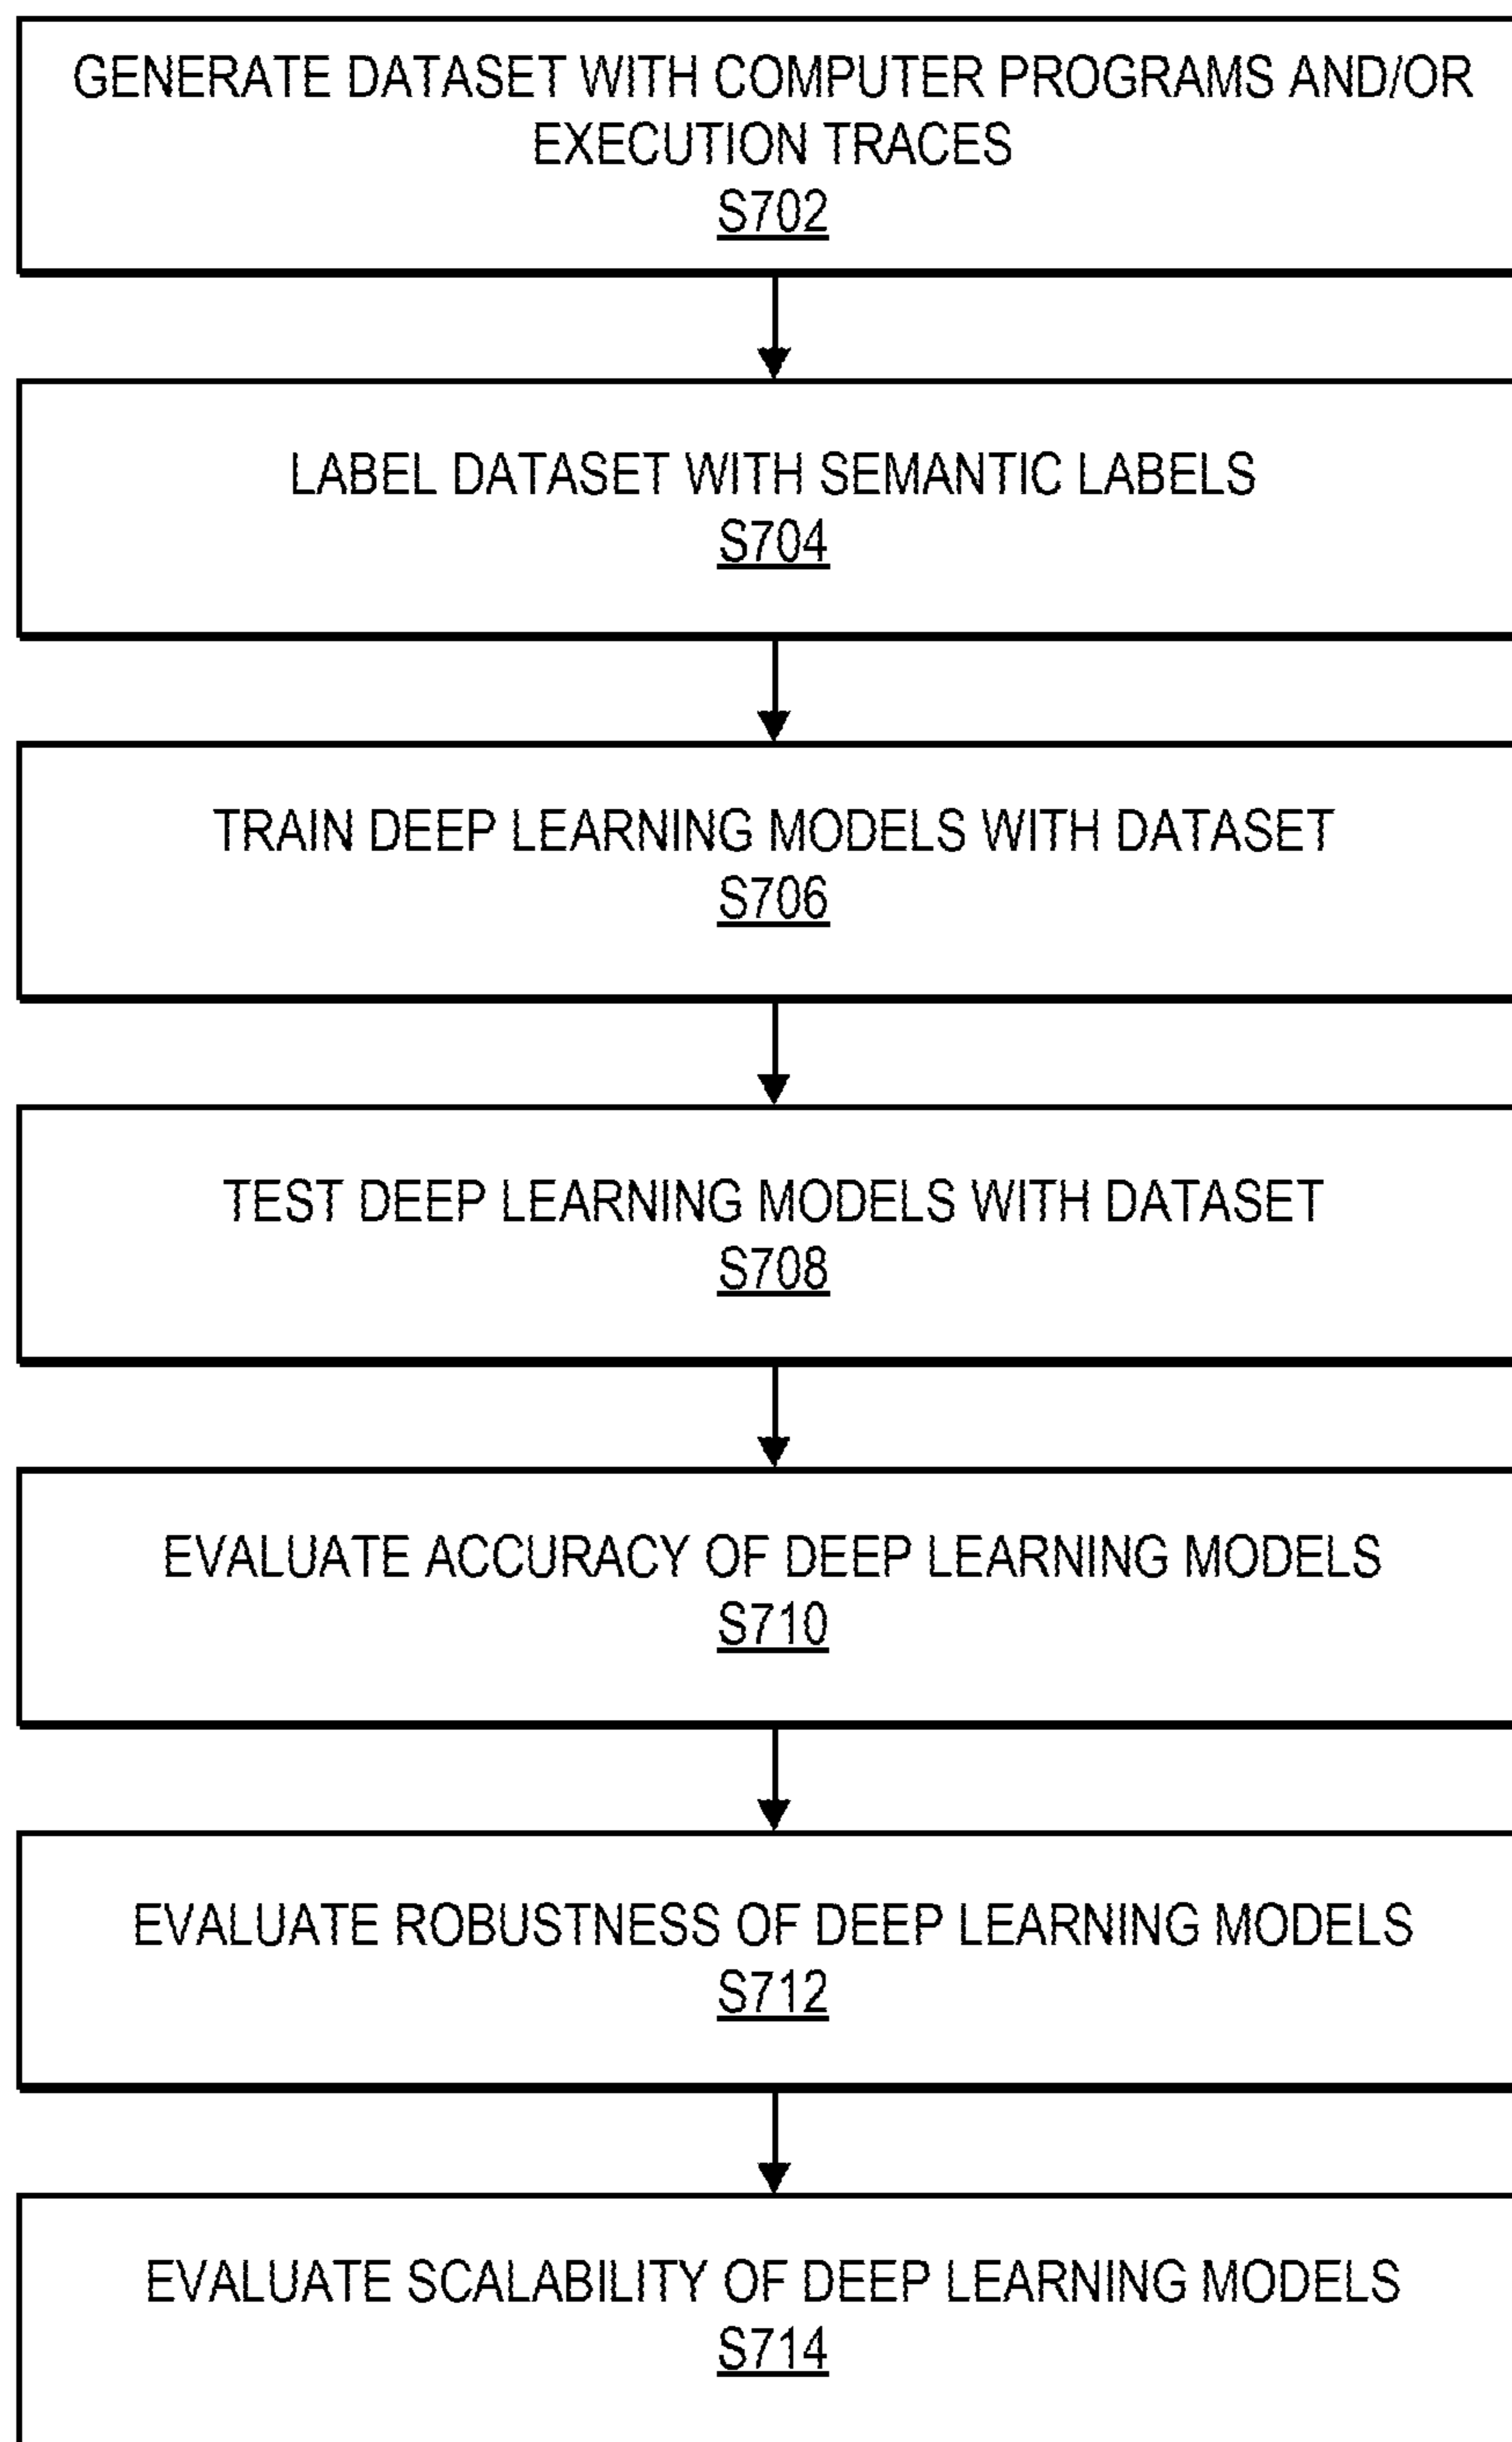 GENERATE DATASET WITH COMPUTER PROGRAMS AND/OR
EXECUTION TRACES
S702
LABEL DATASET WITH SEMANTIC LABELS
S704
TRAIN DEEP LEARNING MODELS WITH DATASET
S706
TEST DEEP LEARNING MODELS WITH DATASET
S708
EVALUATE ACCURACY OF DEEP LEARNING MODELS
S710
EVALUATE ROBUSTNESS OF DEEP LEARNING MODELS
S712
EVALUATE SCALABILITY OF DEEP LEARNING MODELS
S714